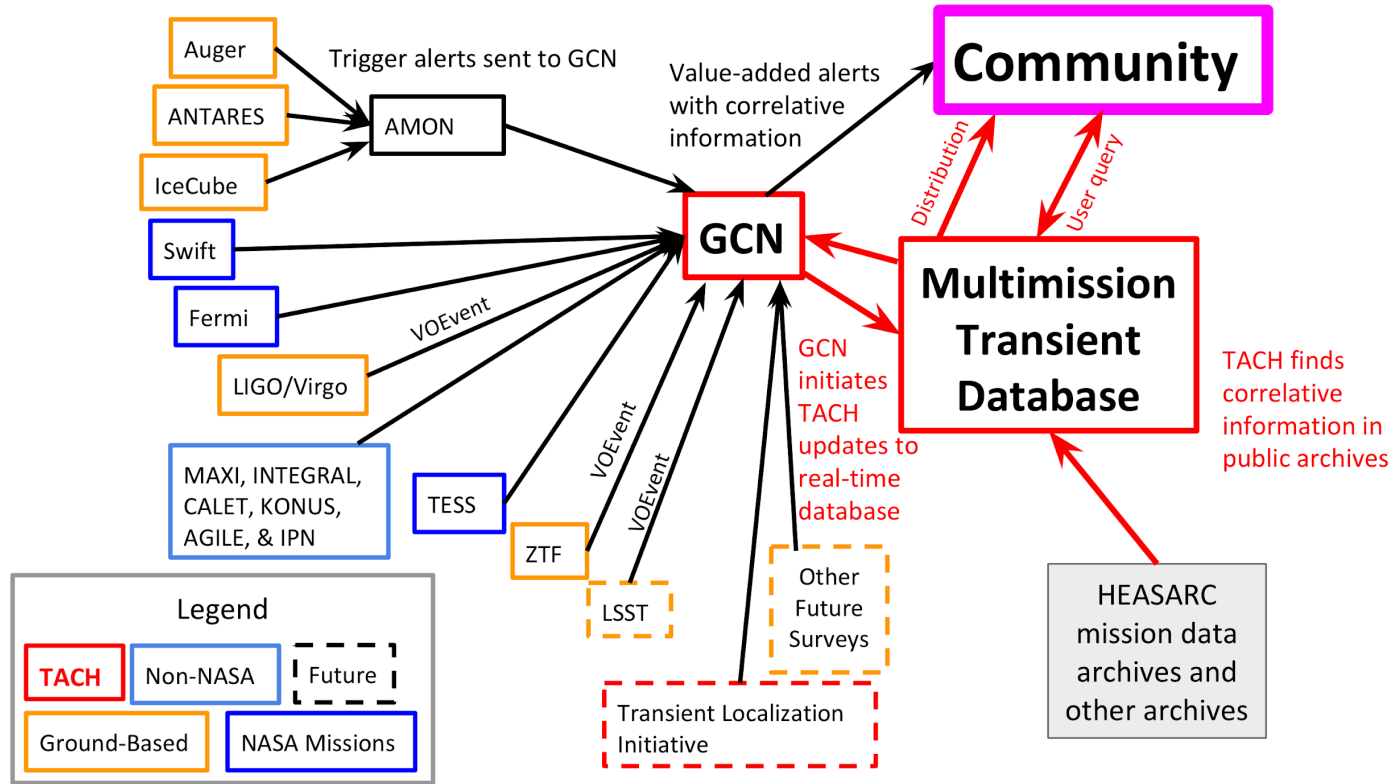 Auger
Trigger alerts sent to GCN
ANTARES
AMON
IceCube
Swift
Fermi
VOEvent
LIGO/Virgo
MAXI, INTEGRAL,
CALET, KONUS,
AGILE, & IPN
TESS
VOEvent
ZTF
VOEvent
LSST
Value-added alerts
with correlative
information
Community
Distribution
User query
GCN
Multimission
Transient
Database
GCN
initiates
TACH
updates to
real-time
database
TACH finds
correlative
information in
public archives
Other
Future
Surveys
Transient Localization
Initiative
HEASARC
mission data
archives and
other archives
Legend
TACH
Non-NASA
Future
Ground-Based
NASA Missions